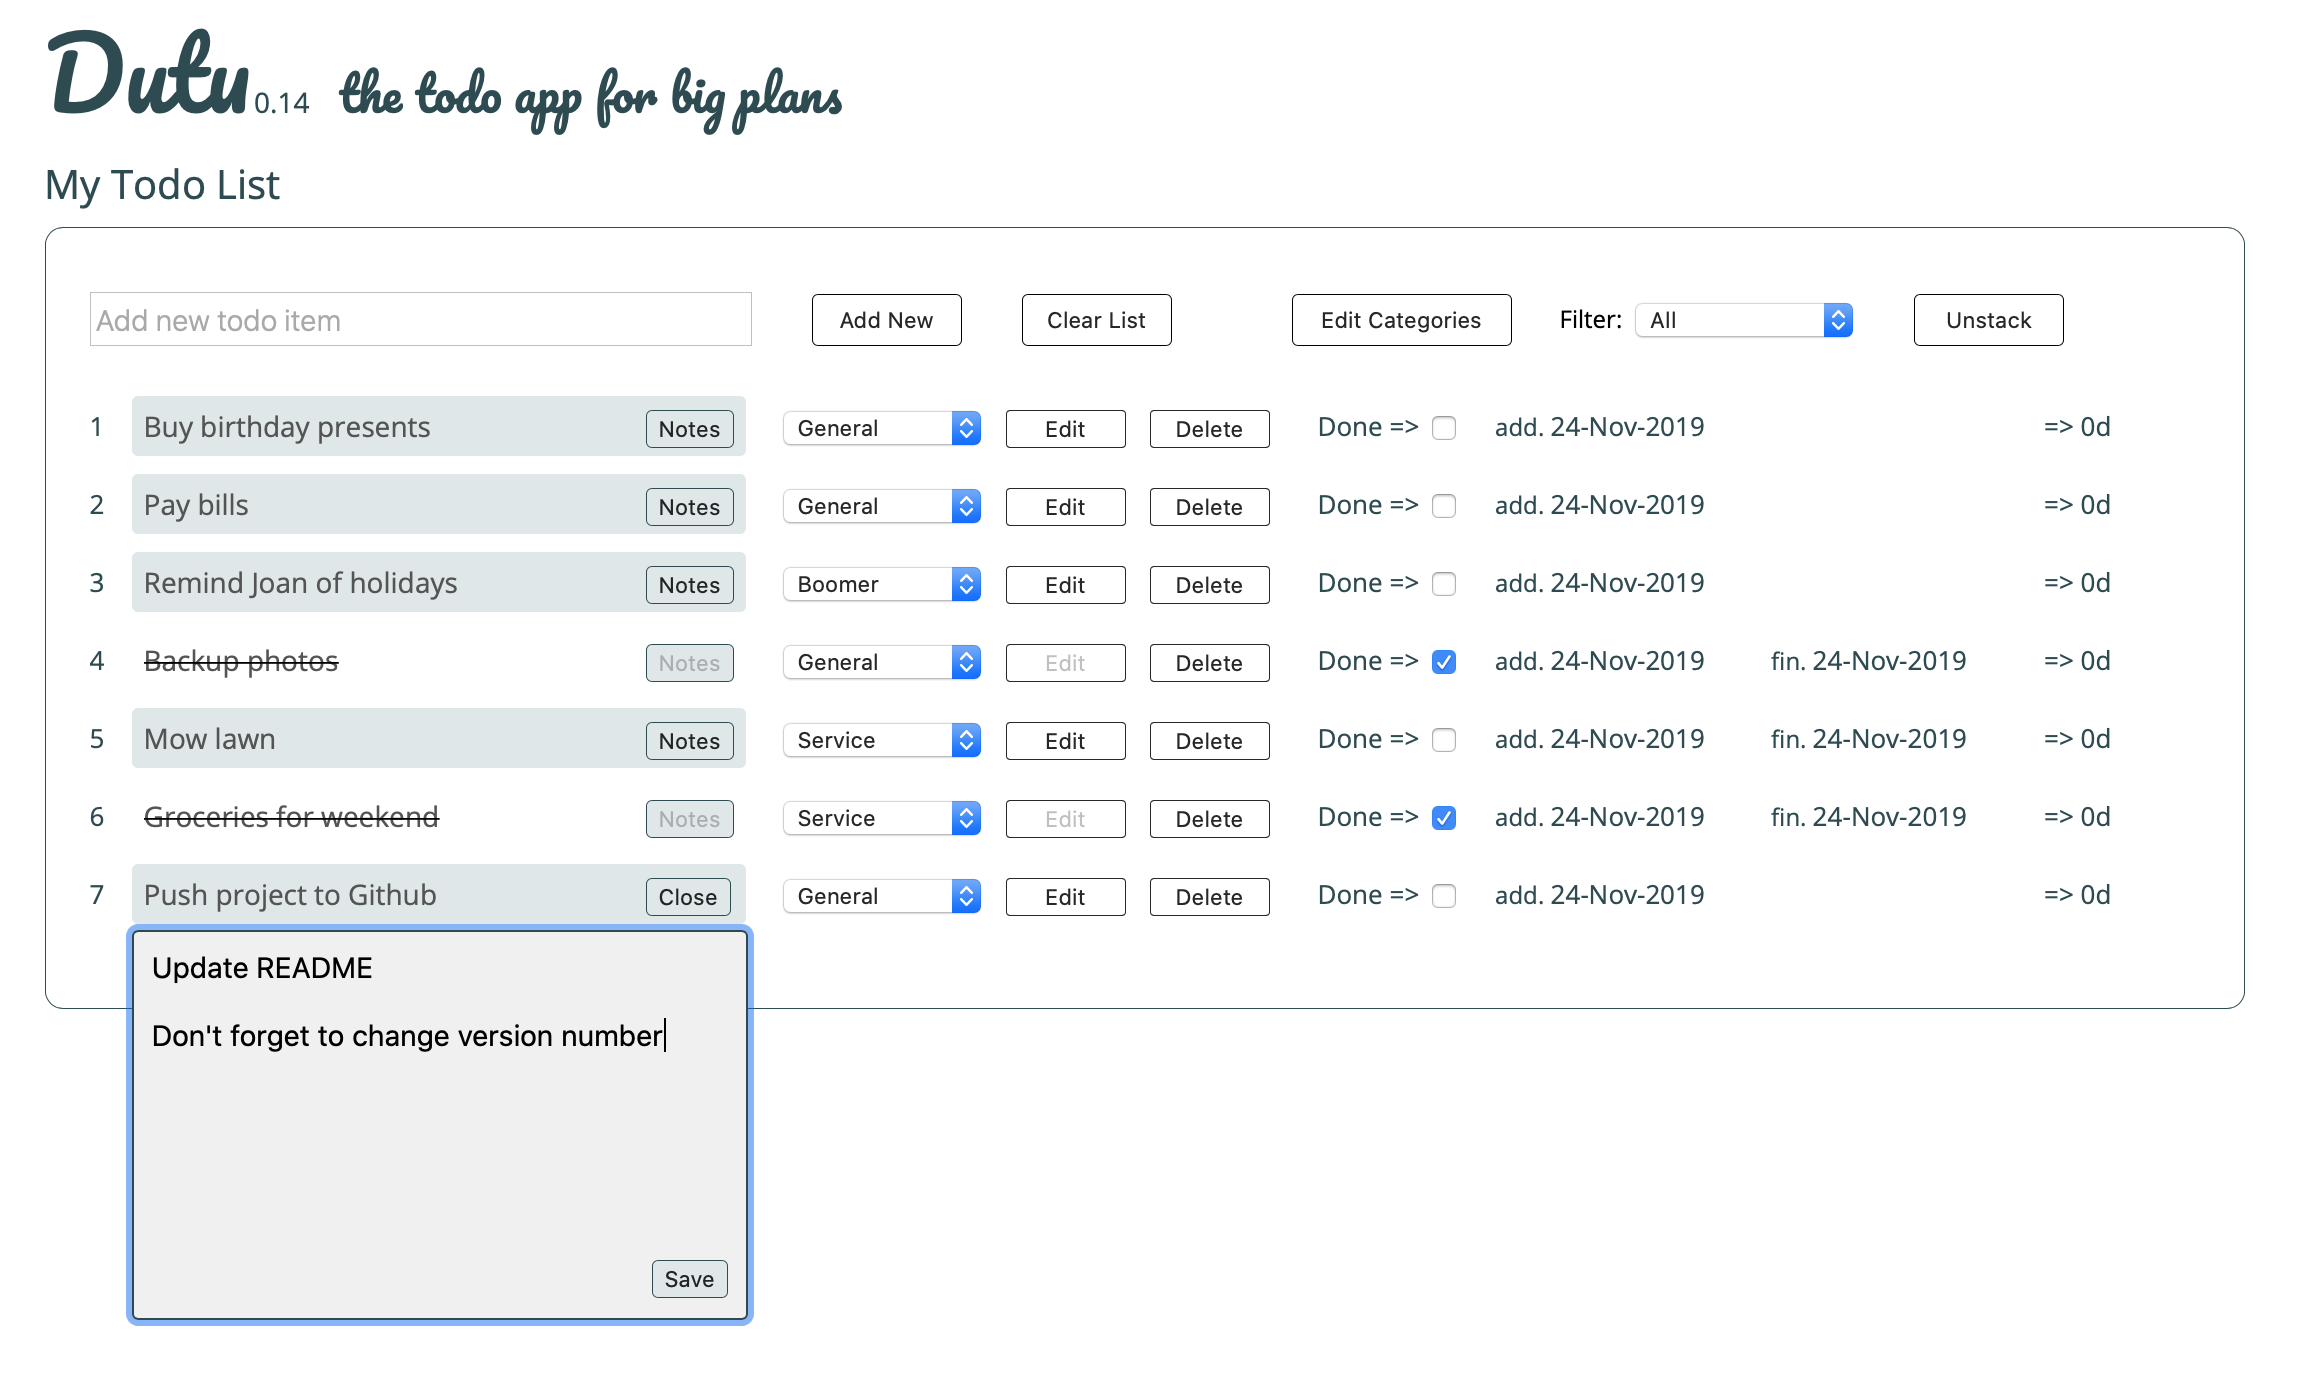 Dutu 0.14 the todo app for big plans
My Todo List
Add new todo item Add New Clear List Edit Categories Filter: All Unstack
1 Buy birthday presents Notes General Edit Delete Done => add. 24-Nov-2019 => 0d
2 Pay bills Notes General Edit Delete Done => add. 24-Nov-2019 => 0d
3 Remind Joan of holidays Notes Boomer Edit Delete Done => add. 24-Nov-2019 => 0d
4 Backup photos Notes General Edit Delete Done => add. 24-Nov-2019 fin. 24-Nov-2019 => 0d
5 Mow lawn Notes Service Edit Delete Done => add. 24-Nov-2019 fin. 24-Nov-2019 => 0d
6 Groceries for weekend Notes Service Edit Delete Done => add. 24-Nov-2019 fin. 24-Nov-2019 => 0d
7 Push project to Github Close General Edit Delete Done => add. 24-Nov-2019 => 0d
Update README
Don't forget to change version number
Save